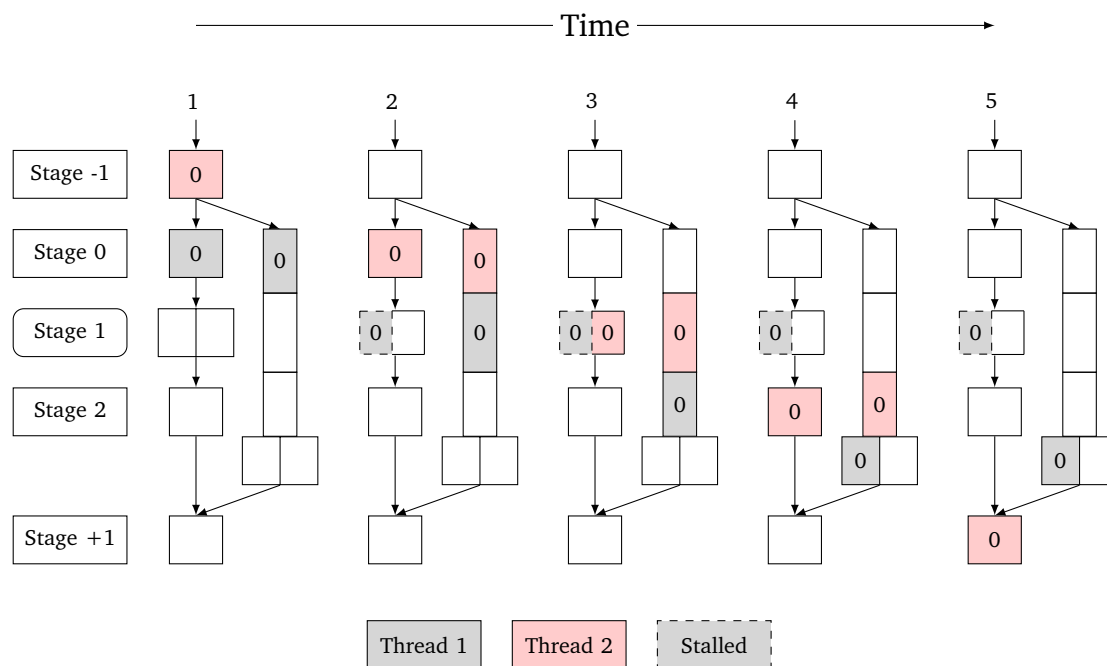 Time
1 2 3 4 5
Stage -1 0
Stage 0 0 0 0 0
Stage 1 0 0 0 0 0 0 0
Stage 2 0 0 0
0 0
Stage +1 0
Thread 1 Thread 2 Stalled